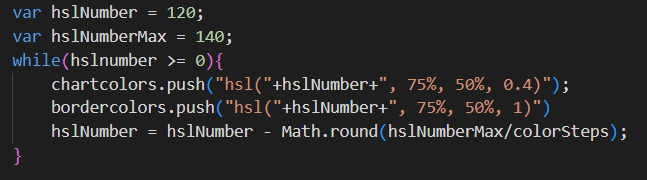 var hslNumber = 120;
var hslNumberMax = 140;
while(hslnumber >= 0){
    chartcolors.push("hsl("+hslNumber+", 75%, 50%, 0.4)");
    bordercolors.push("hsl("+hslNumber+", 75%, 50%, 1)")
    hslNumber = hslNumber - Math.round(hslNumberMax/colorSteps);
}